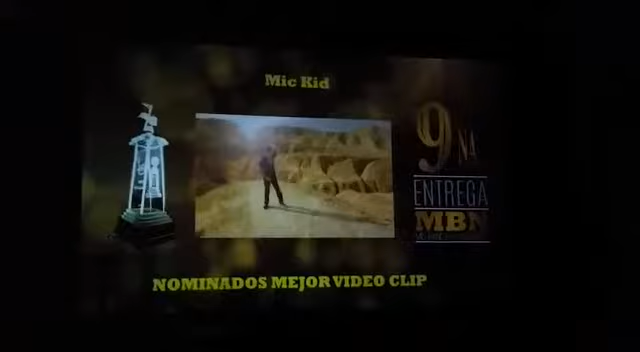 Mic Kid
9NA
ENTREGA
MBN
NOMINADOS MEJOR VIDEO CLIP